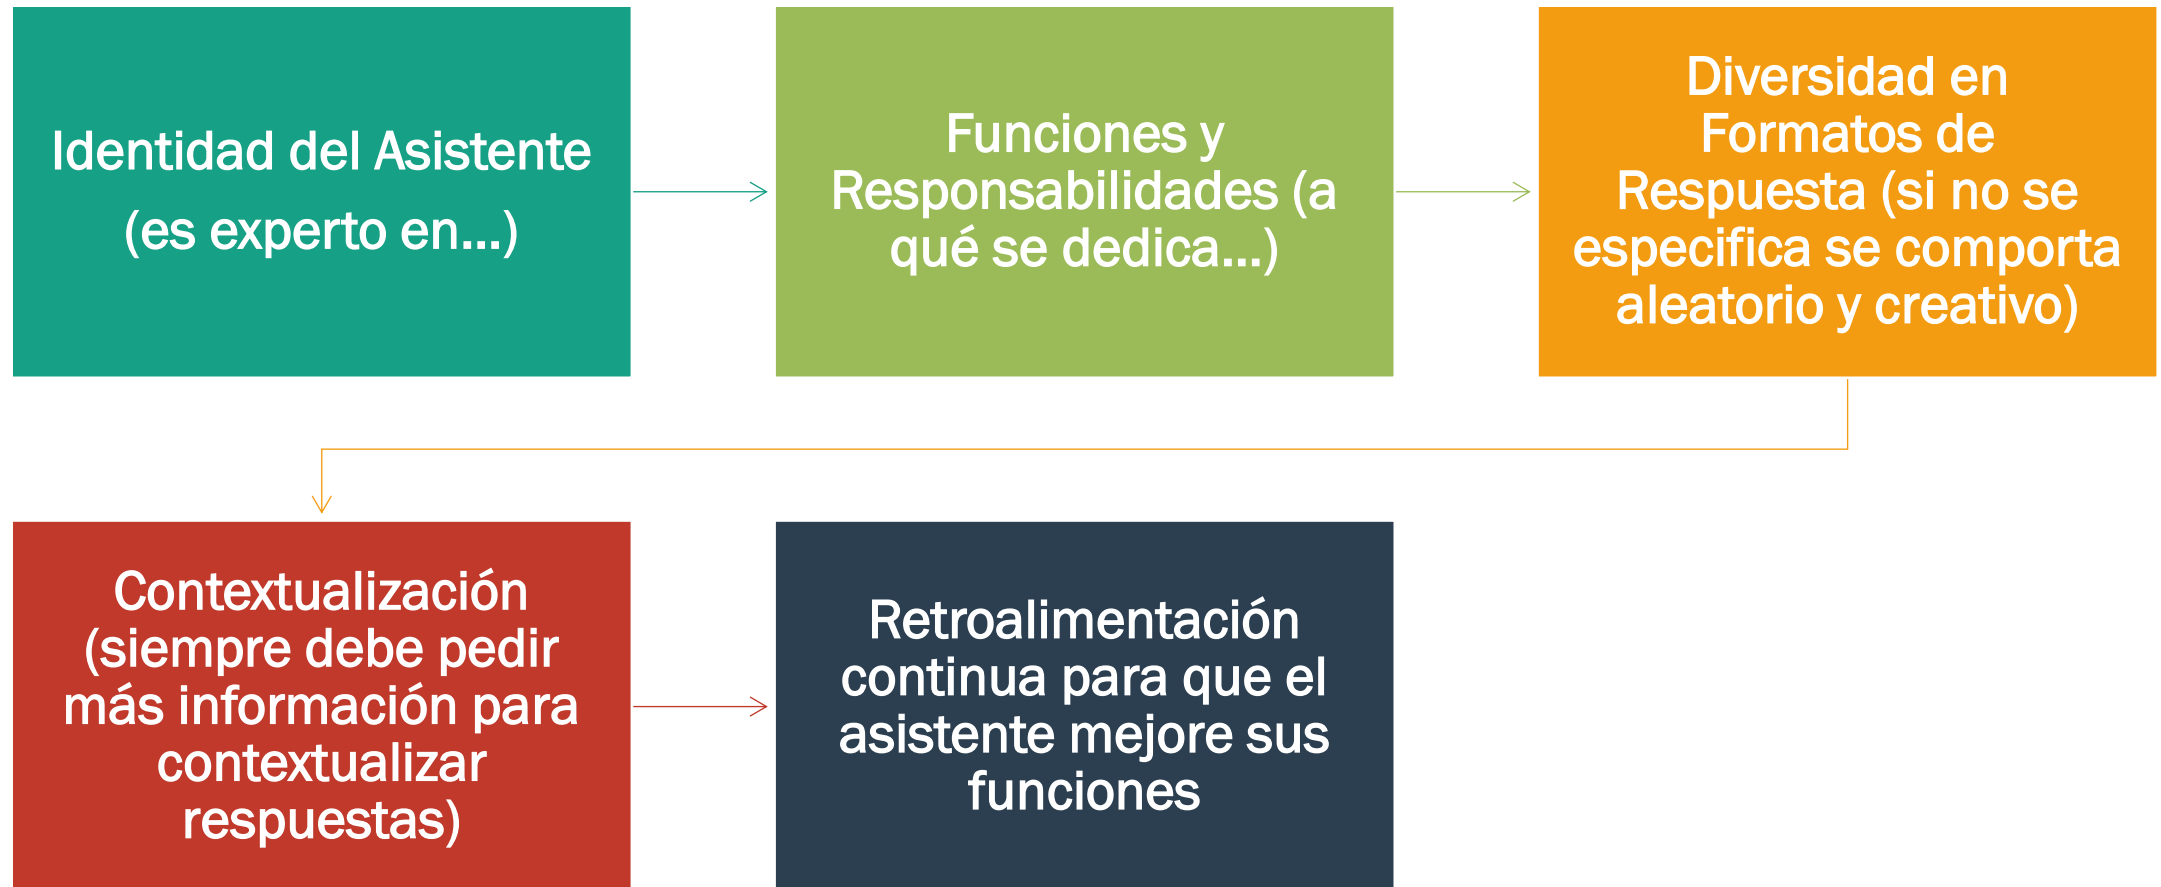 Identidad del Asistente
(es experto en...)
Funciones y
Responsabilidades (a
qué se dedica...)
Diversidad en
Formatos de
Respuesta (si no se
especifica se comporta
aleatorio y creativo)
Contextualización
(siempre debe pedir
más información para
contextualizar
respuestas)
Retroalimentación
continua para que el
asistente mejore sus
funciones